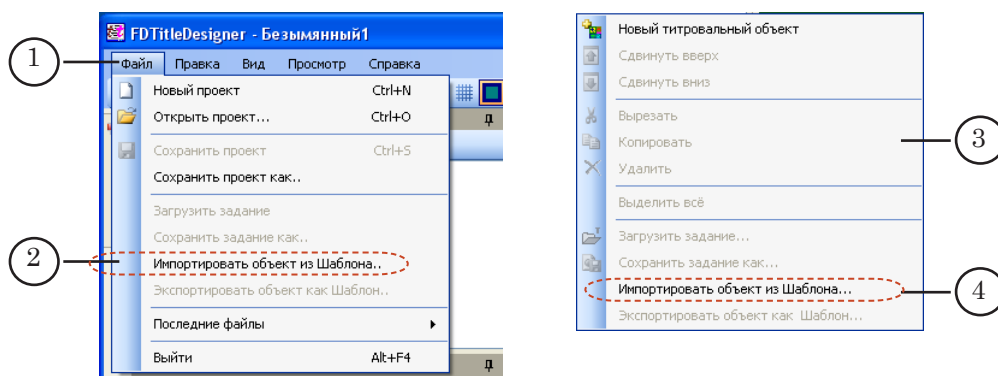 FDTitleDesigner - Безымянный1
Файл Правка Вид Просмотр Справка
Новый проект Ctrl+N
Открыть проект... Ctrl+O
Сохранить проект Ctrl+S
Сохранить проект как..
Загрузить задание
Сохранить задание как..
Импортировать объект из Шаблона..
Экспортировать объект как Шаблон..
Последние файлы
Выйти Alt+F4
1
2
Новый титровальный объект
Сдвинуть вверх
Сдвинуть вниз
Вырезать
Копировать
Удалить
Выделить всё
Загрузить задание...
Сохранить задание как...
Импортировать объект из Шаблона...
Экспортировать объект как Шаблон...
3
4